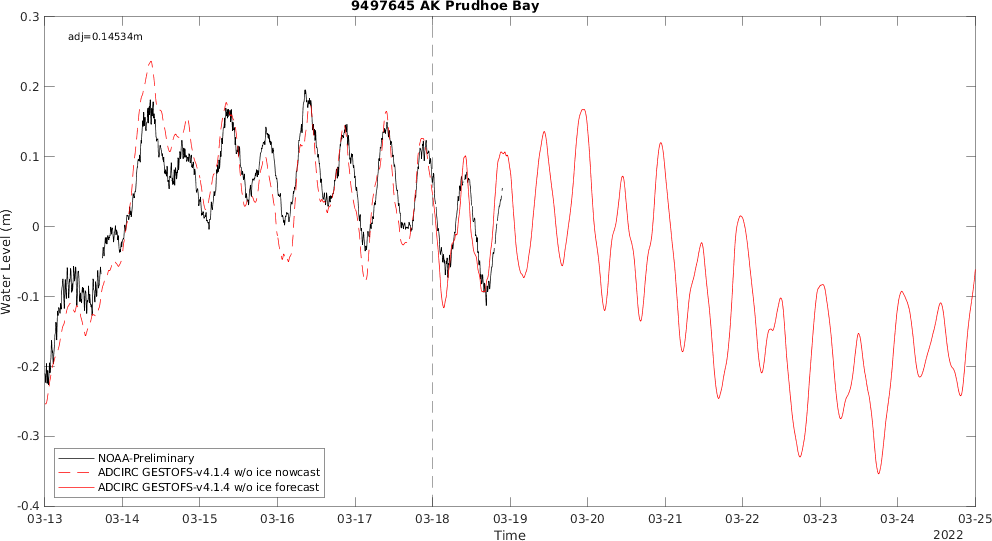 9497645 AK Prudhoe Bay
adj=0.14534m
0.3
0.2
0.1
0
-0.1
-0.2
-0.3
-0.4
Water Level (m)
NOAA-Preliminary
ADCIRC GESTOFS-v4.1.4 w/o ice nowcast
ADCIRC GESTOFS-v4.1.4 w/o ice forecast
03-13 03-14 03-15 03-16 03-17 03-18 03-19 03-20 03-21 03-22 03-23 03-24 03-25
Time
2022